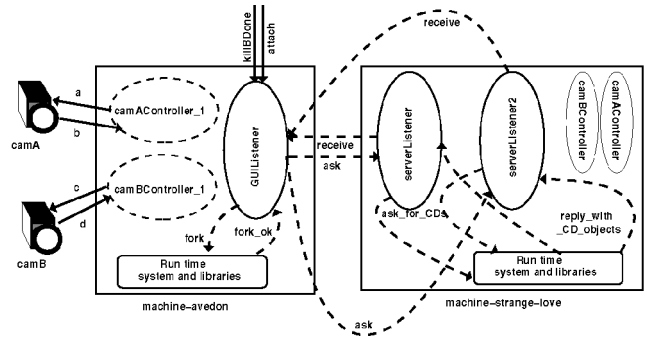 killBDone
attach
receive
a
camAController_1
b
camA
c
camBController_1
d
camB
GUIListener
fork
fork_ok
Run time
system and libraries
machine-avedon
receive
ask
serverListener
serverListener2
camBController
camAController
ask_for_CDs
reply_with
_CD_objects
Run time
system and libraries
machine-strange-love
ask